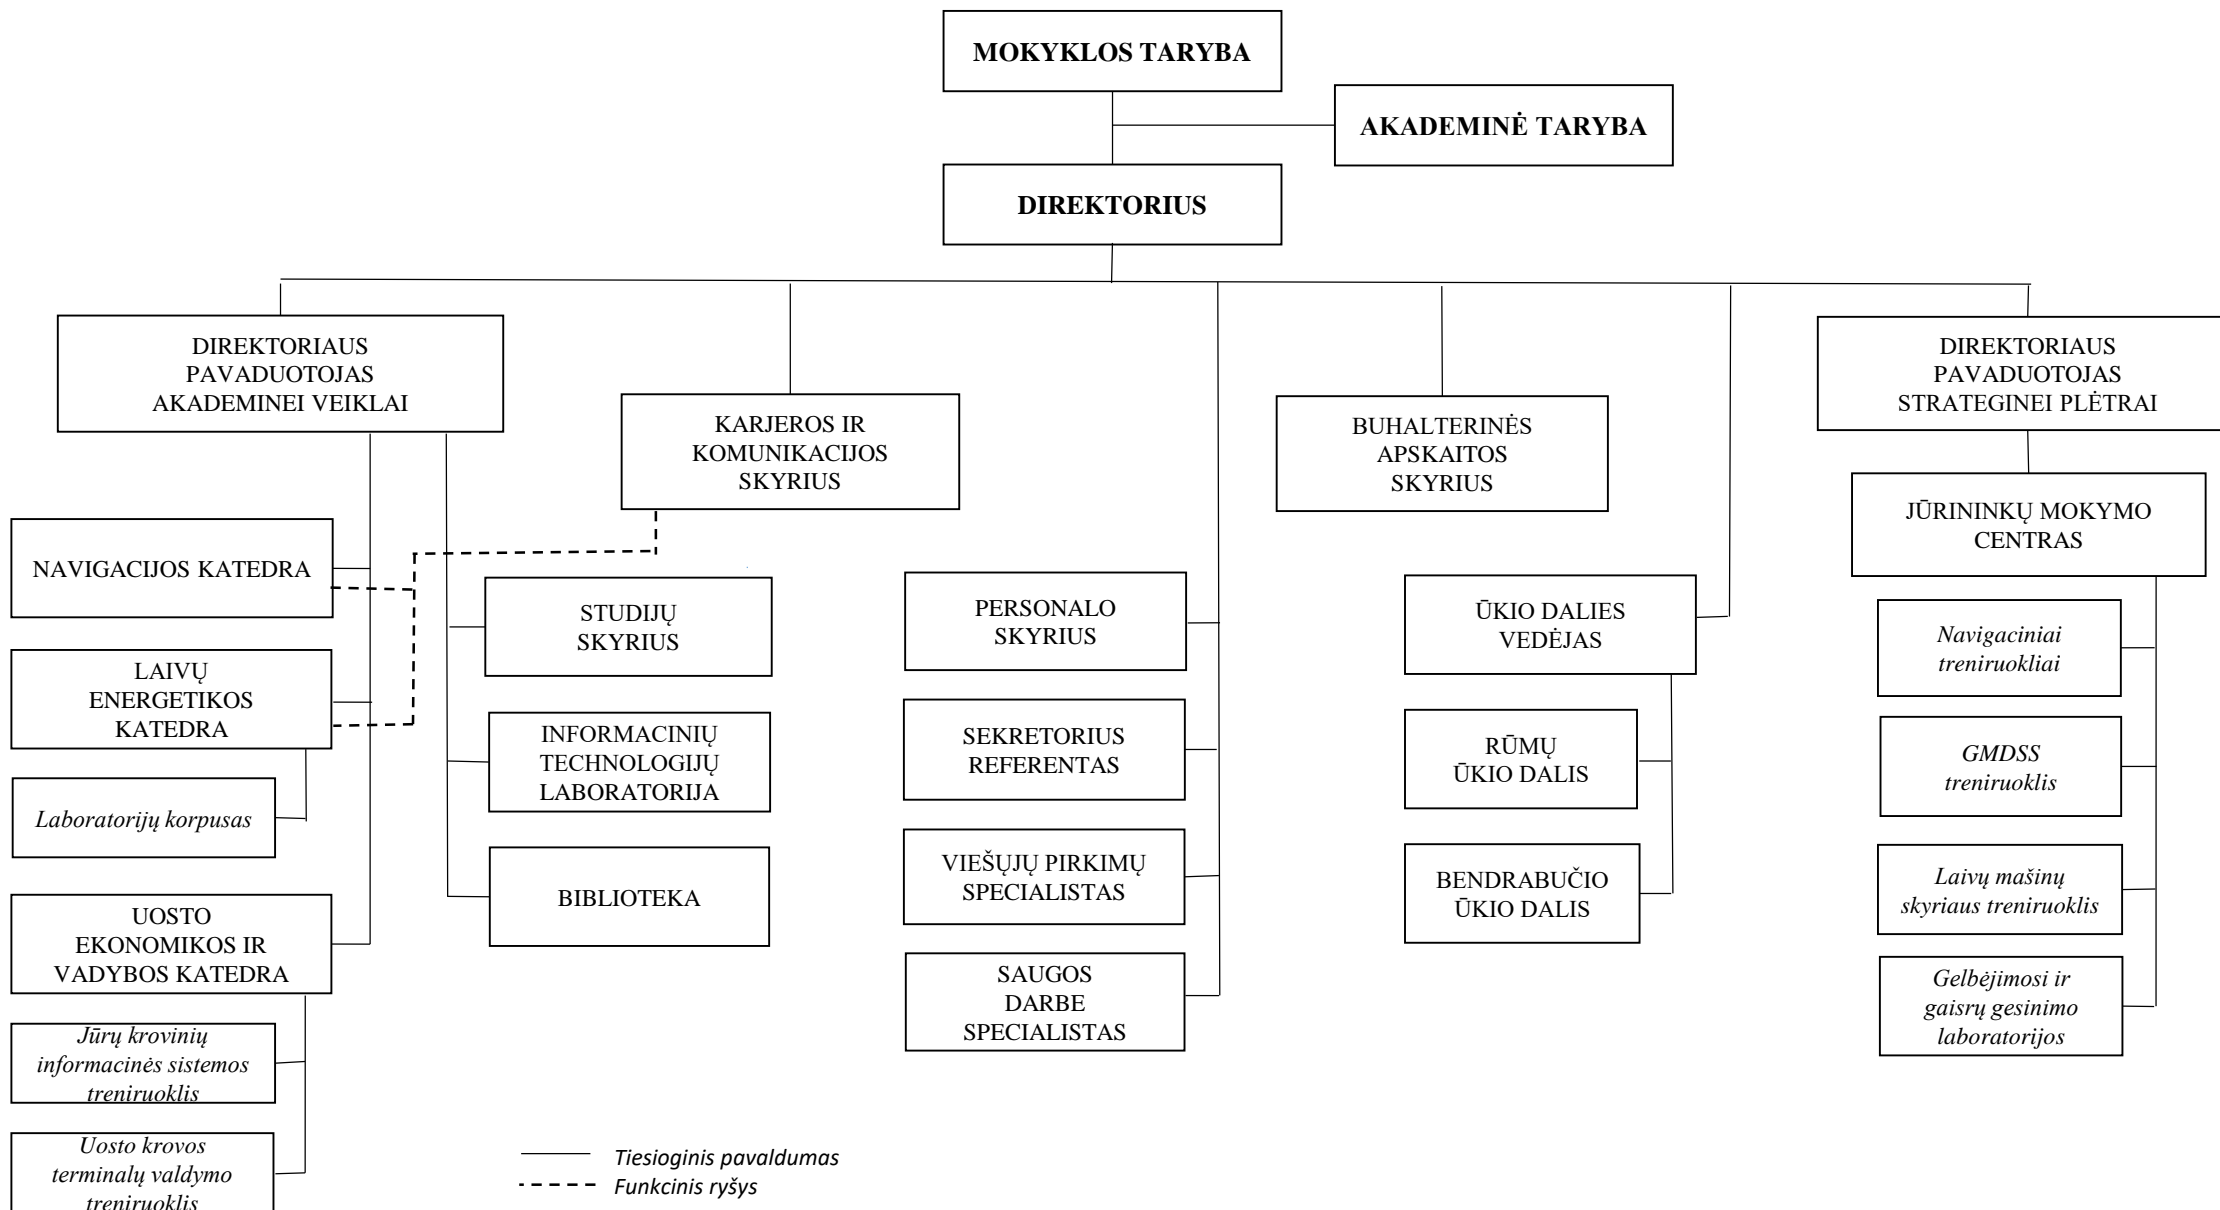 MOKYKLOS TARYBA
AKADEMINĖ TARYBA
DIREKTORIUS
DIREKTORIAUS
PAVADUOTOJAS
AKADEMINEI VEIKLAI
KARJEROS IR
KOMUNIKACIJOS
SKYRIUS
BUHALTERINĖS
APSKAITOS
SKYRIUS
DIREKTORIAUS
PAVADUOTOJAS
STRATEGINEI PLĖTRAI
NAVIGACIJOS KATEDRA
LAIVŲ
ENERGETIKOS
KATEDRA
Laboratorijų korpusas
UOSTO
EKONOMIKOS IR
VADYBOS KATEDRA
Jūrų krovinių
informacinės sistemos
treniruoklis
Uosto krovos
terminalų valdymo
treniruoklis
STUDIJŲ
SKYRIUS
INFORMACINIŲ
TECHNOLOGIJŲ
LABORATORIJA
BIBLIOTEKA
PERSONALO
SKYRIUS
SEKRETORIUS
REFERENTAS
VIEŠŲJŲ PIRKIMŲ
SPECIALISTAS
SAUGOS
DARBE
SPECIALISTAS
ŪKIO DALIES
VEDĖJAS
RŪMŲ
ŪKIO DALIS
BENDRABUČIO
ŪKIO DALIS
JŪRININKŲ MOKYMO
CENTRAS
Navigaciniai
treniruokliai
GMDSS
treniruoklis
Laivų mašinų
skyriaus treniruoklis
Gelbėjimosi ir
gaisrų gesinimo
laboratorijos
Tiesioginis pavaldumas
Funkcinis ryšys